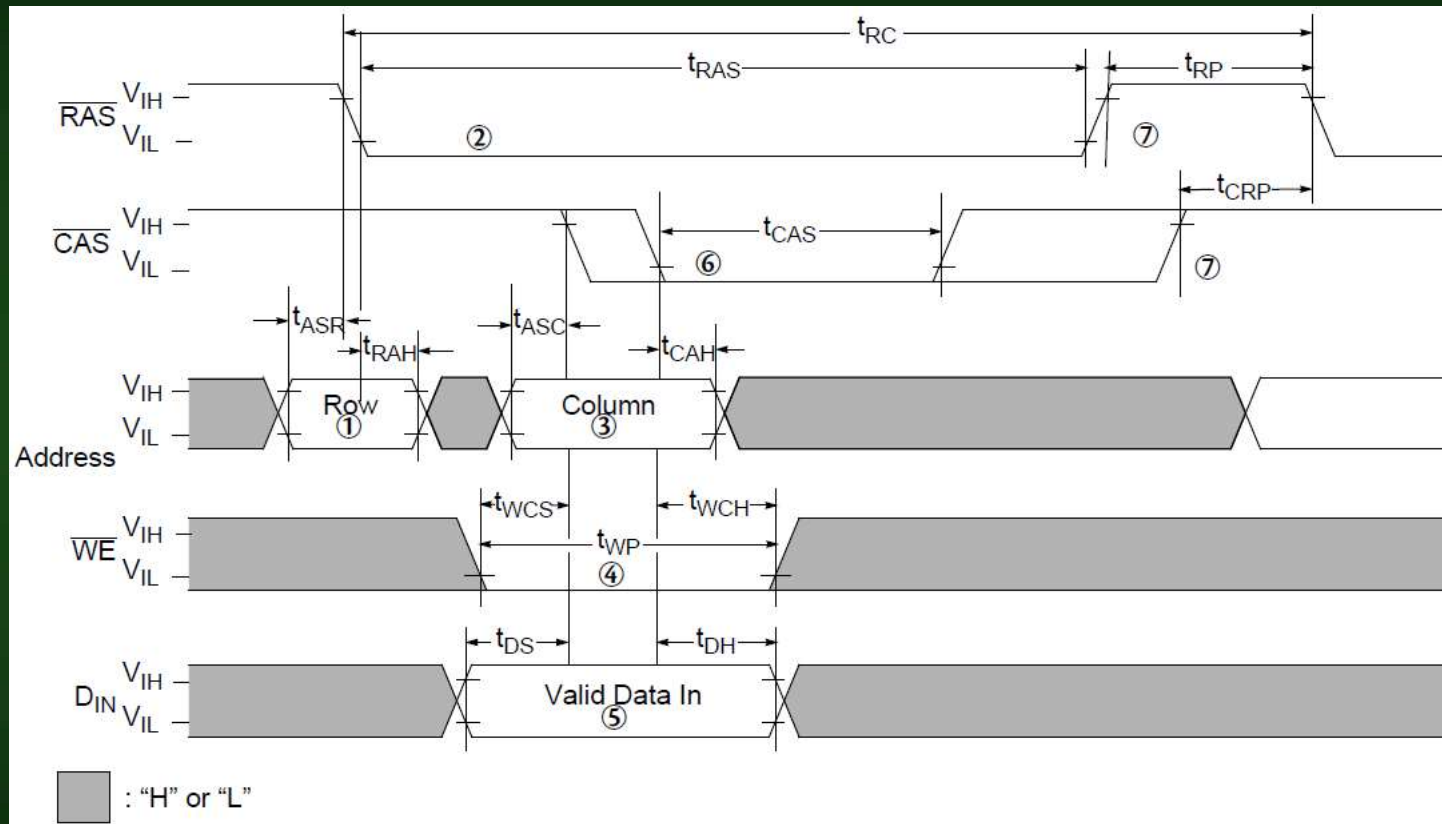 tRC
tRAS
tRP
RAS
VIH
VIL
②
⑦
tCRP
CAS
VIH
VIL
tCAS
⑥
⑦
tASR
tRAH
tASC
tCAH
Address
VIH
VIL
Row
①
Column
③
tWCS
tWCH
WE
VIH
VIL
tWP
④
tDS
tDH
DIN
VIH
VIL
Valid Data In
⑤
: “H” or “L”